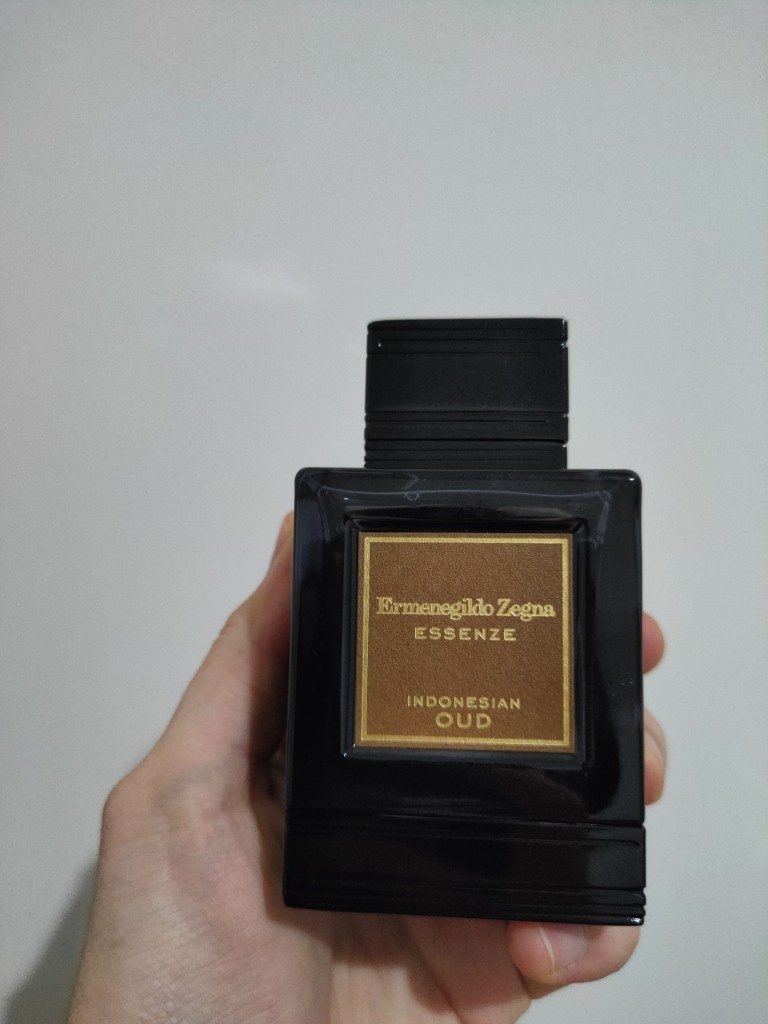 Ermenegildo Zegna
ESSENZE
INDONESIAN
OUD